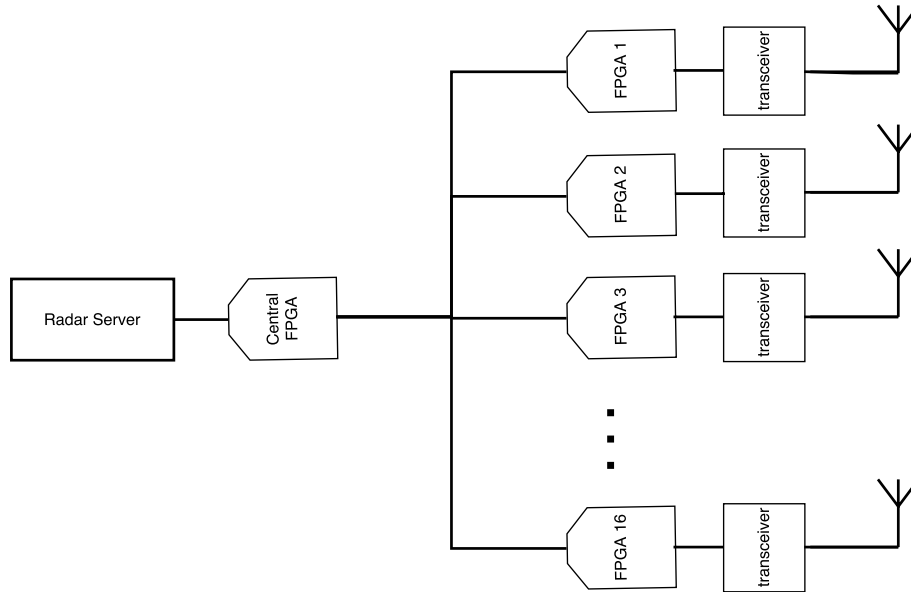 FPGA 1
transceiver
FPGA 2
transceiver
Radar Server
Central
FPGA
FPGA 3
transceiver
FPGA 16
transceiver